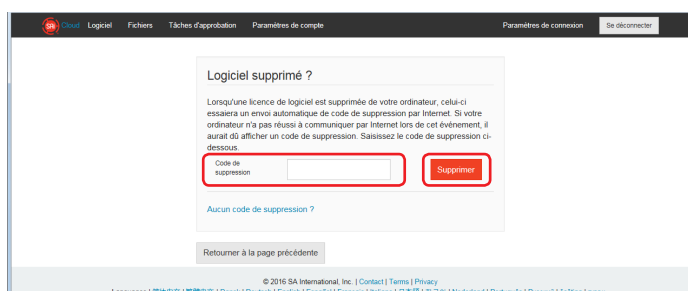 SAi Cloud Logiciel Fichiers Tâches d'approbation Paramètres de compte Paramètres de connexion Se déconnecter
Logiciel supprimé ?
Lorsqu'une licence de logiciel est supprimée de votre ordinateur, celui-ci
essaiera un envoi automatique de code de suppression par Internet. Si votre
ordinateur n'a pas réussi à communiquer par Internet lors de cet événement, il
aurait dû afficher un code de suppression. Saisissez le code de suppression ci-
dessous.
Code de
suppression
Supprimer
Aucun code de suppression ?
Retourner à la page précédente
© 2016 SA International, Inc. | Contact | Terms | Privacy